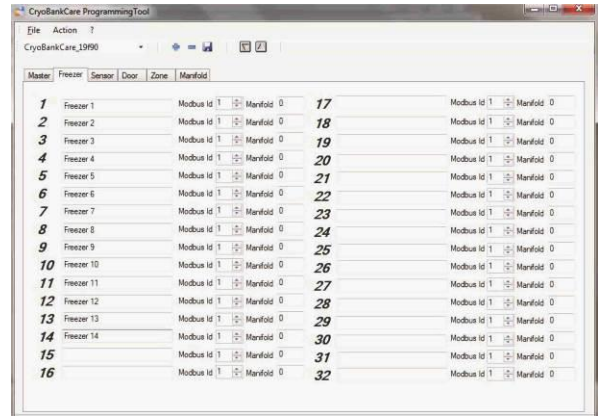 CryoBankCare ProgrammingTool
File Action ?
CryoBankCare_19f90
Master Freezer Sensor Door Zone Manifold
1 Freezer 1 Modbus Id 1 Manifold 0 17 Modbus Id 1 Manifold 0
2 Freezer 2 Modbus Id 1 Manifold 0 18 Modbus Id 1 Manifold 0
3 Freezer 3 Modbus Id 1 Manifold 0 19 Modbus Id 1 Manifold 0
4 Freezer 4 Modbus Id 1 Manifold 0 20 Modbus Id 1 Manifold 0
5 Freezer 5 Modbus Id 1 Manifold 0 21 Modbus Id 1 Manifold 0
6 Freezer 6 Modbus Id 1 Manifold 0 22 Modbus Id 1 Manifold 0
7 Freezer 7 Modbus Id 1 Manifold 0 23 Modbus Id 1 Manifold 0
8 Freezer 8 Modbus Id 1 Manifold 0 24 Modbus Id 1 Manifold 0
9 Freezer 9 Modbus Id 1 Manifold 0 25 Modbus Id 1 Manifold 0
10 Freezer 10 Modbus Id 1 Manifold 0 26 Modbus Id 1 Manifold 0
11 Freezer 11 Modbus Id 1 Manifold 0 27 Modbus Id 1 Manifold 0
12 Freezer 12 Modbus Id 1 Manifold 0 28 Modbus Id 1 Manifold 0
13 Freezer 13 Modbus Id 1 Manifold 0 29 Modbus Id 1 Manifold 0
14 Freezer 14 Modbus Id 1 Manifold 0 30 Modbus Id 1 Manifold 0
15 Modbus Id 1 Manifold 0 31 Modbus Id 1 Manifold 0
16 Modbus Id 1 Manifold 0 32 Modbus Id 1 Manifold 0